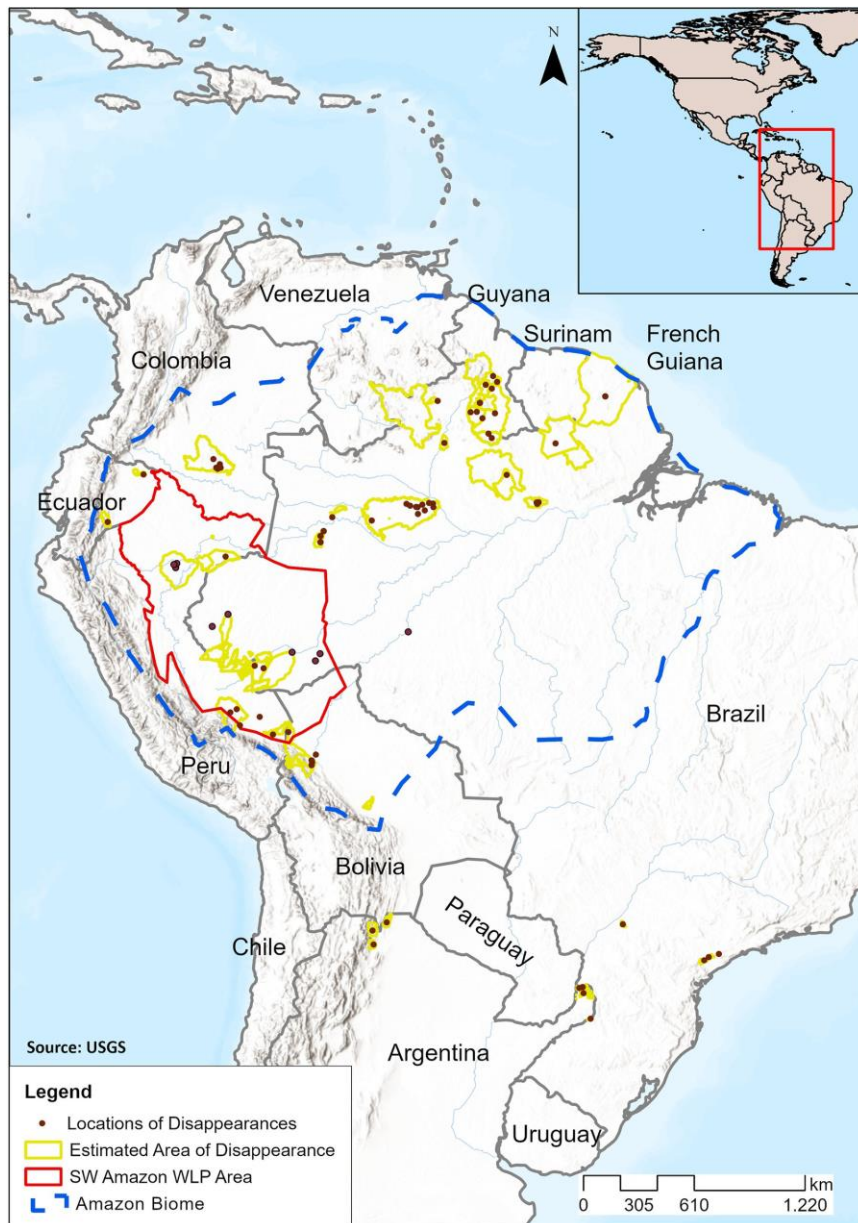 N
Venezuela
Guyana
Surinam
French
Guiana
Colombia
Ecuador
Brazil
Peru
Bolivia
Paraguay
Chile
Argentina
Uruguay
Source: USGS
Legend
Locations of Disappearances
Estimated Area of Disappearance
SW Amazon WLP Area
Amazon Biome
km
0 305 610 1.220